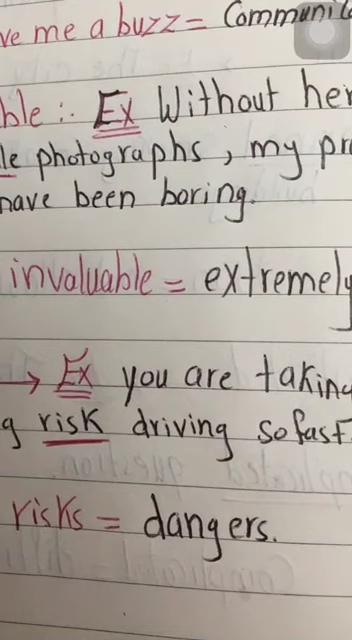 ve me a buzz = Communic
ble :- Ex Without her
le photographs, my pr
have been boring.
invaluable = extremely
→ Ex you are taking
g risk driving so fast
risks = dangers.